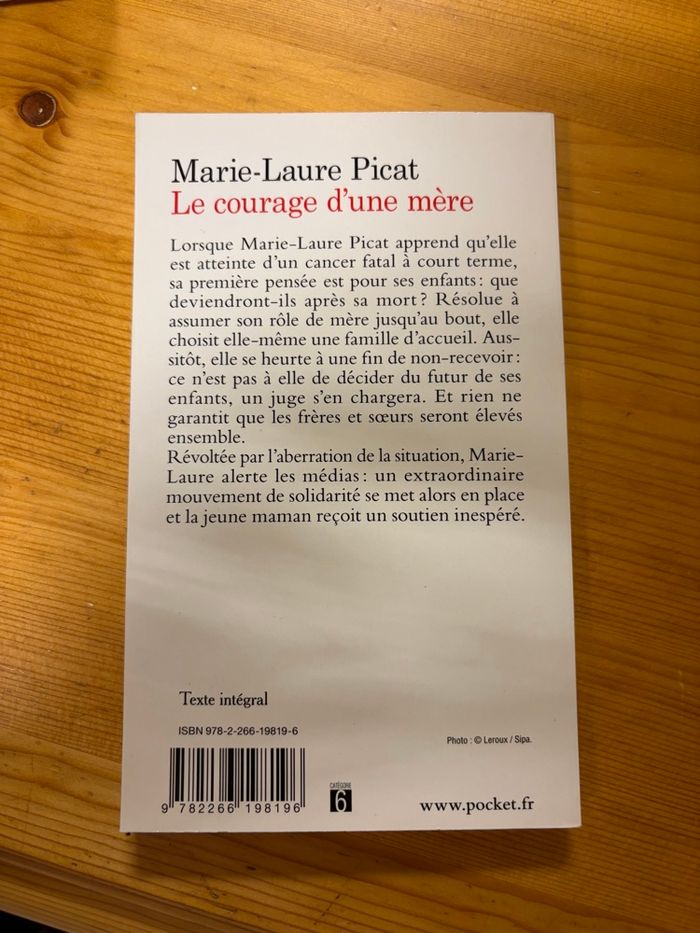 Marie-Laure Picat
Le courage d'une mère
Lorsque Marie-Laure Picat apprend qu'elle
est atteinte d'un cancer fatal à court terme,
sa première pensée est pour ses enfants : que
deviendront-ils après sa mort ? Résolue à
assumer son rôle de mère jusqu'au bout, elle
choisit elle-même une famille d'accueil. Aus-
sitôt, elle se heurte à une fin de non-recevoir :
ce n'est pas à elle de décider du futur de ses
enfants, un juge s'en chargera. Et rien ne
garantit que les frères et sœurs seront élevés
ensemble.
Révoltée par l'aberration de la situation, Marie-
Laure alerte les médias : un extraordinaire
mouvement de solidarité se met alors en place
et la jeune maman reçoit un soutien inespéré.
Texte intégral
ISBN 978-2-266-19819-6
Photo : © Leroux / Sipa.
9 782266 198196
CATÉGORIE
6
www.pocket.fr